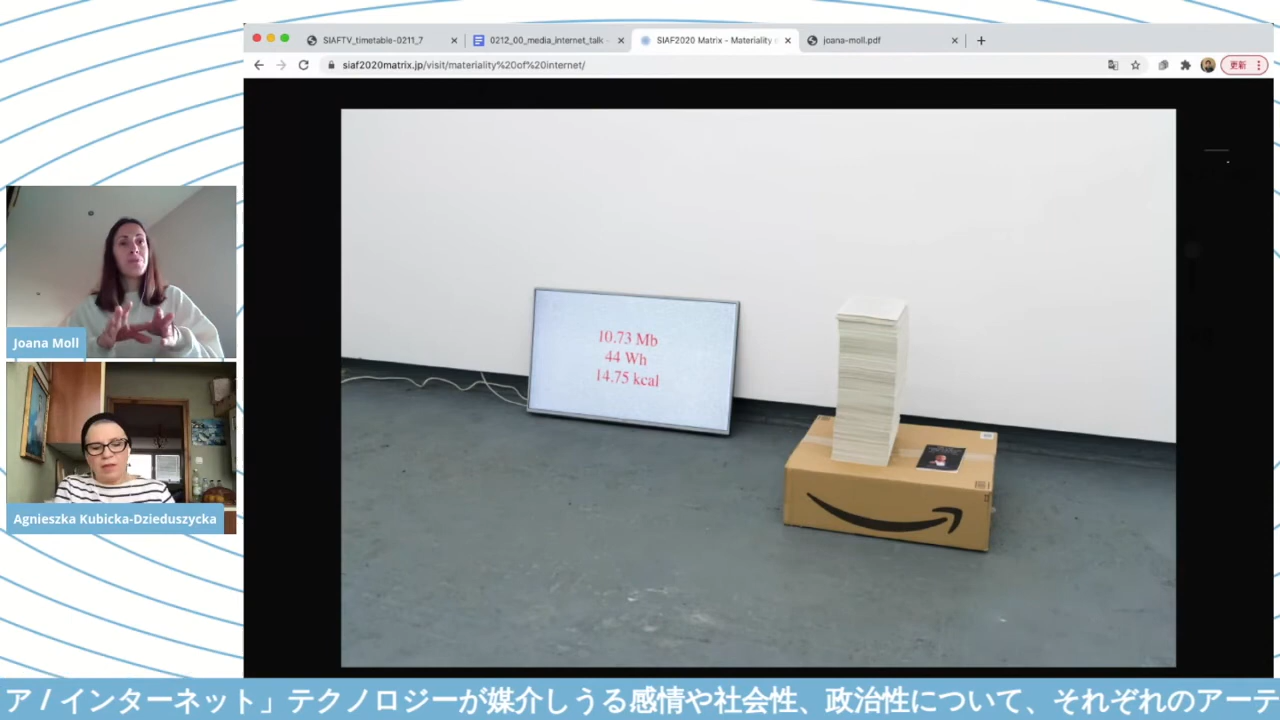 SIAFTV_timetable-0211_7
0212_00_media_internet_talk -
SIAF2020 Matrix - Materiality o
joana-moll.pdf
siaf2020matrix.jp/visit/materiality%20of%20internet/
更新
10.73 Mb
44 Wh
14.75 kcal
Joana Moll
Agnieszka Kubicka-Dzieduszycka
ア / インターネット」テクノロジーが媒介しうる感情や社会性、政治性について、それぞれのアーテ